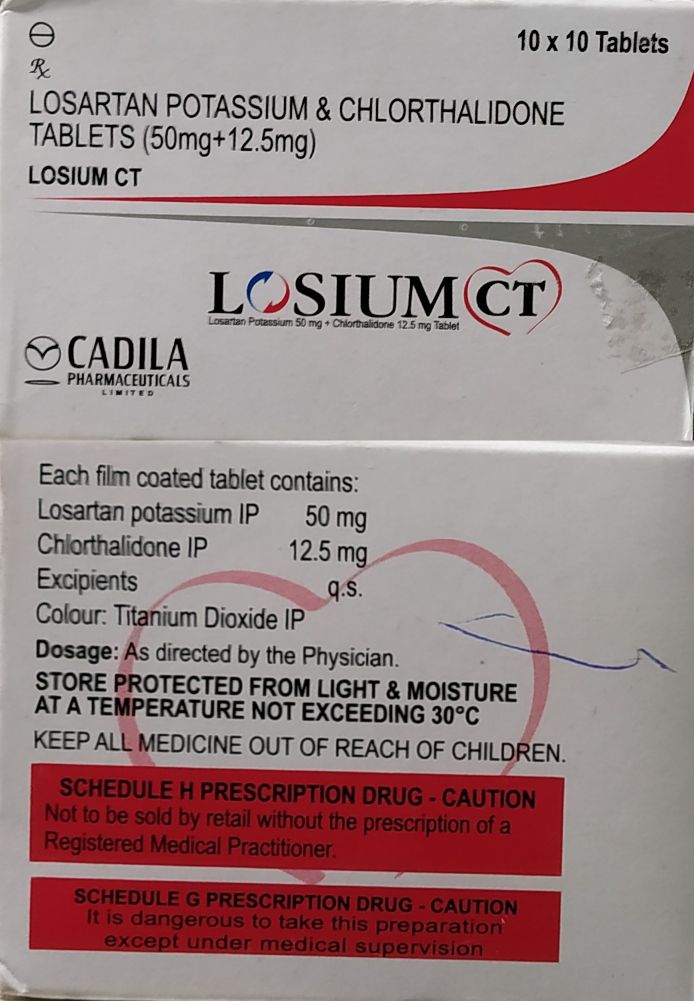 10 x 10 Tablets
Rx
LOSARTAN POTASSIUM & CHLORTHALIDONE
TABLETS (50mg+12.5mg)
LOSIUM CT
LOSIUM CT
Losartan Potassium 50 mg + Chlorthalidone 12.5 mg Tablet
CADILA
PHARMACEUTICALS
LIMITED
Each film coated tablet contains:
Losartan potassium IP 50 mg
Chlorthalidone IP 12.5 mg
Excipients q.s.
Colour: Titanium Dioxide IP
Dosage: As directed by the Physician.
STORE PROTECTED FROM LIGHT & MOISTURE
AT A TEMPERATURE NOT EXCEEDING 30°C
KEEP ALL MEDICINE OUT OF REACH OF CHILDREN.
SCHEDULE H PRESCRIPTION DRUG - CAUTION
Not to be sold by retail without the prescription of a
Registered Medical Practitioner.
SCHEDULE G PRESCRIPTION DRUG - CAUTION
It is dangerous to take this preparation
except under medical supervision